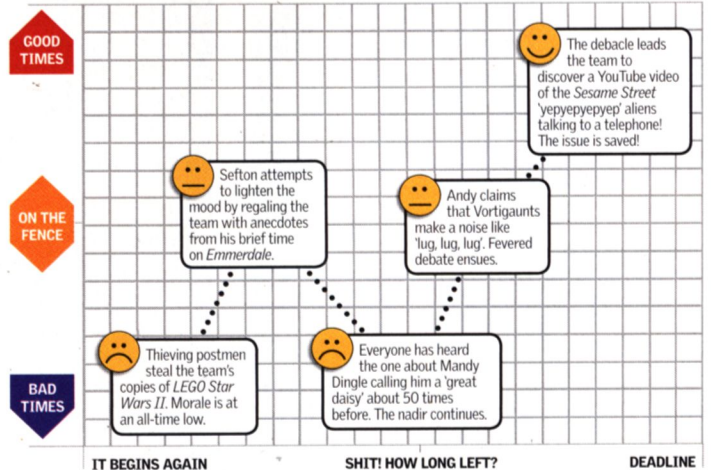 GOOD
TIMES
The debacle leads
the team to
discover a YouTube video
of the Sesame Street
'yepyepyepyep' aliens
talking to a telephone!
The issue is saved!
ON THE
FENCE
Sefton attempts
to lighten the
mood by regaling the
team with anecdotes
from his brief time
on Emmerdale.
Andy claims
that Vortigaunts
make a noise like
'lug, lug, lug'. Fevered
debate ensues.
BAD
TIMES
Thieving postmen
steal the team's
copies of LEGO Star
Wars II. Morale is at
an all-time low.
Everyone has heard
the one about Mandy
Dingle calling him a 'great
daisy' about 50 times
before. The nadir continues.
IT BEGINS AGAIN
SHIT! HOW LONG LEFT?
DEADLINE